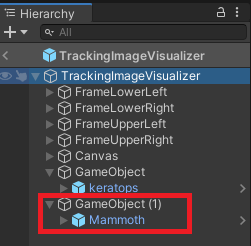 Hierarchy
All
TrackingImageVisualizer
TrackingImageVisualizer
FrameLowerLeft
FrameLowerRight
FrameUpperLeft
FrameUpperRight
Canvas
GameObject
keratops
GameObject (1)
Mammoth